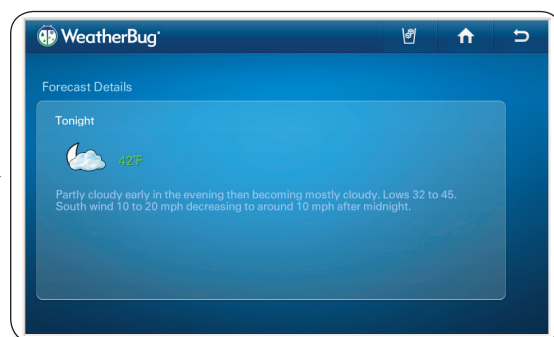 WeatherBug®
Forecast Details
Tonight
42°F
Partly cloudy early in the evening then becoming mostly cloudy. Lows 32 to 45.
South wind 10 to 20 mph decreasing to around 10 mph after midnight.